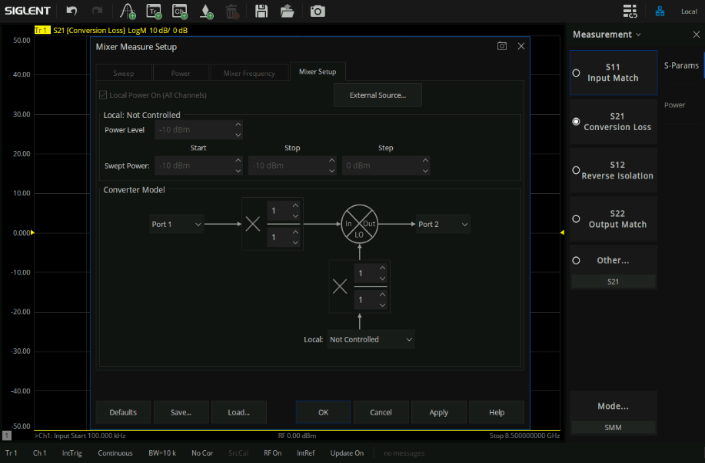 SIGLENT
Local
Tr 1 S21 [Conversion Loss] LogM 10 dB/ 0 dB
50.00
40.00
30.00
20.00
10.00
0.000
-10.00
-20.00
-30.00
-40.00
-50.00
Mixer Measure Setup
Sweep Power Mixer Frequency Mixer Setup
Local Power On (All Channels)
External Source...
Local: Not Controlled
Power Level -10 dBm
Start Stop Step
Swept Power: -10 dBm -10 dBm 0 dBm
Converter Model
Port 1
1
1
In Out
LO
Port 2
1
1
Local: Not Controlled
Defaults Save... Load... OK Cancel Apply Help
1 >Ch1: Input Start 100.000 kHz RF 0.00 dBm Stop 8.500000000 GHz
Measurement
S11
Input Match
S21
Conversion Loss
S12
Reverse Isolation
S22
Output Match
Other...
S21
Mode...
SMM
S-Params
Power
Tr 1 Ch 1 IntTrig Continuous BW=10 k No Cor SrcCal RF On IntRef Update On no messages